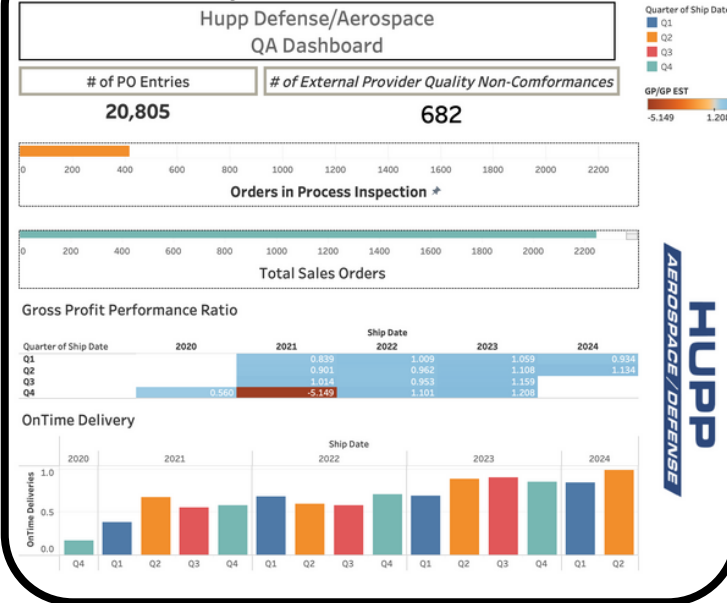 Hupp Defense/Aerospace
QA Dashboard
# of PO Entries
# of External Provider Quality Non-Comformances
20,805
682
Quarter of Ship Date
Q1
Q2
Q3
Q4
GP/GP EST
-5.149 1.208
0 200 400 600 800 1000 1200 1400 1600 1800 2000 2200
Orders in Process Inspection
0 200 400 600 800 1000 1200 1400 1600 1800 2000 2200
Total Sales Orders
Gross Profit Performance Ratio
Ship Date
Quarter of Ship Date 2020 2021 2022 2023 2024
Q1 0.839 1.009 1.059 0.934
Q2 0.901 0.962 1.108 1.134
Q3 1.014 0.953 1.159
Q4 0.560 -5.149 1.101 1.208
OnTime Delivery
Ship Date
2020 2021 2022 2023 2024
OnTime Deliveries
1.0
0.5
0.0
Q4 Q1 Q2 Q3 Q4 Q1 Q2 Q3 Q4 Q1 Q2 Q3 Q4 Q1 Q2
HUPP
AEROSPACE/DEFENSE